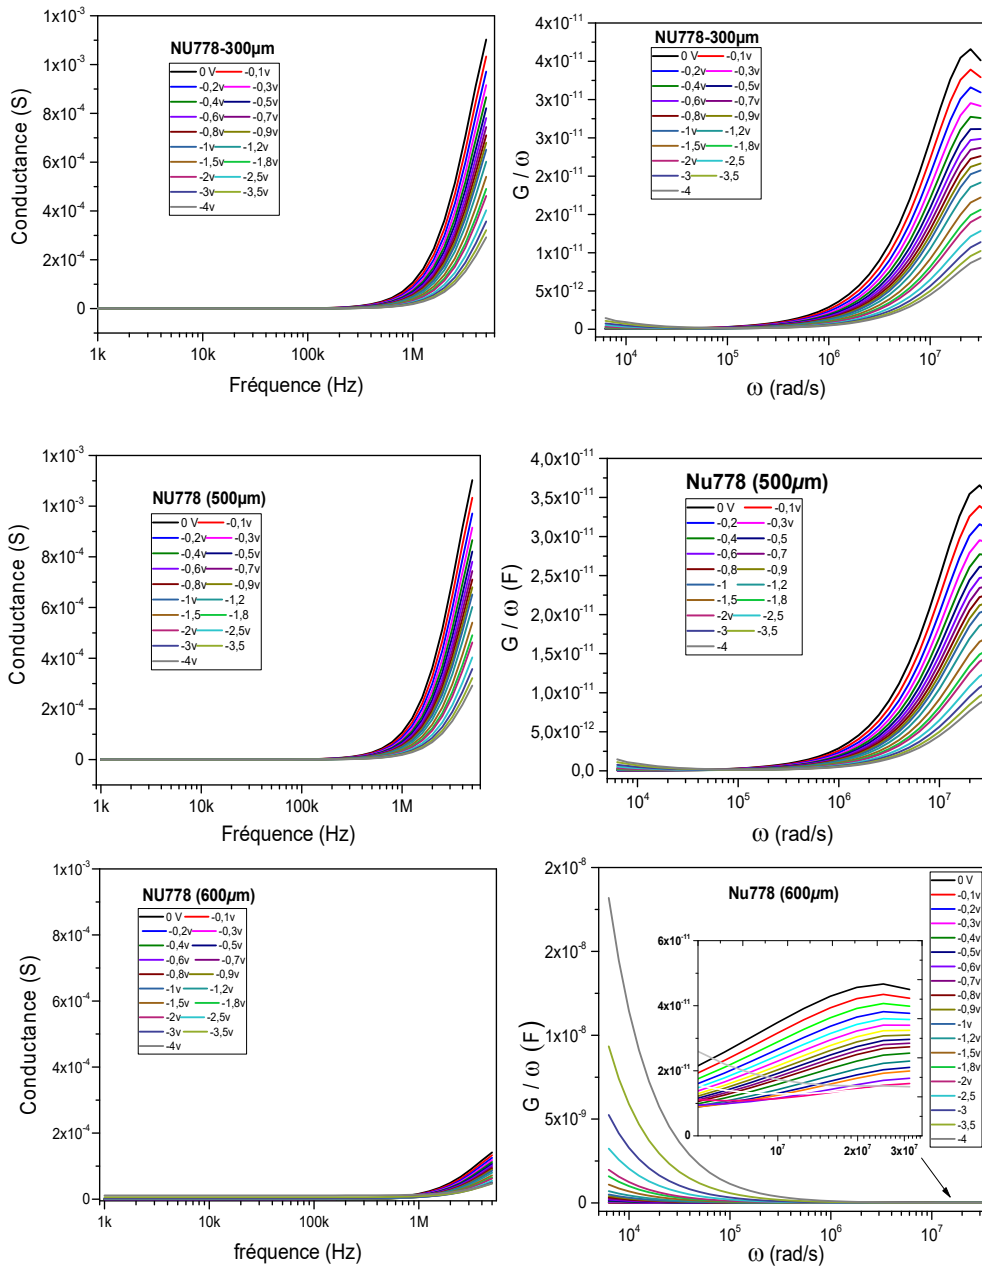 NU778-300µm
0 V -0,1v
-0,2v -0,3v
-0,4v -0,5v
-0,6v -0,7v
-0,8v -0,9v
-1v -1,2v
-1,5v -1,8v
-2v -2,5v
-3v -3,5v
-4v
Conductance (S)
1x10⁻³
1x10⁻³
8x10⁻⁴
6x10⁻⁴
4x10⁻⁴
2x10⁻⁴
0
1k 10k 100k 1M
Fréquence (Hz)
NU778-300µm
0 V -0,1v
-0,2v -0,3v
-0,4v -0,5v
-0,6v -0,7v
-0,8v -0,9v
-1v -1,2v
-1,5v -1,8v
-2v -2,5
-3 -3,5
-4
G / ω
4x10⁻¹¹
4x10⁻¹¹
3x10⁻¹¹
3x10⁻¹¹
2x10⁻¹¹
2x10⁻¹¹
1x10⁻¹¹
5x10⁻¹²
0
10⁴ 10⁵ 10⁶ 10⁷
ω (rad/s)
NU778 (500µm)
0 V -0,1v
-0,2v -0,3v
-0,4v -0,5v
-0,6v -0,7v
-0,8v -0,9v
-1v -1,2
-1,5 -1,8
-2v -2,5v
-3v -3,5
-4v
Conductance (S)
1x10⁻³
1x10⁻³
8x10⁻⁴
6x10⁻⁴
4x10⁻⁴
2x10⁻⁴
0
1k 10k 100k 1M
Fréquence (Hz)
Nu778 (500µm)
0 V -0,1v
-0,2 -0,3v
-0,4 -0,5
-0,6 -0,7
-0,8 -0,9
-1 -1,2
-1,5 -1,8
-2v -2,5
-3 -3,5
-4
G / ω (F)
4,0x10⁻¹¹
3,5x10⁻¹¹
3,0x10⁻¹¹
2,5x10⁻¹¹
2,0x10⁻¹¹
1,5x10⁻¹¹
1,0x10⁻¹¹
5,0x10⁻¹²
0,0
10⁴ 10⁵ 10⁶ 10⁷
ω (rad/s)
NU778 (600µm)
0 V -0,1v
-0,2v -0,3v
-0,4v -0,5v
-0,6v -0,7v
-0,8v -0,9v
-1v -1,2v
-1,5v -1,8v
-2v -2,5v
-3v -3,5v
-4v
Conductance (S)
1x10⁻³
8x10⁻⁴
6x10⁻⁴
4x10⁻⁴
2x10⁻⁴
0
1k 10k 100k 1M
fréquence (Hz)
Nu778 (600µm)
0 V
-0,1v
-0,2v
-0,3v
-0,4v
-0,5v
-0,6v
-0,7v
-0,8v
-0,9v
-1v
-1,2v
-1,5v
-1,8v
-2v
-2,5
-3
-3,5
-4
G / ω (F)
2x10⁻⁸
2x10⁻⁸
1x10⁻⁸
5x10⁻⁹
0
6x10⁻¹¹
4x10⁻¹¹
2x10⁻¹¹
0
10⁷ 2x10⁷ 3x10⁷
10⁴ 10⁵ 10⁶ 10⁷
ω (rad/s)